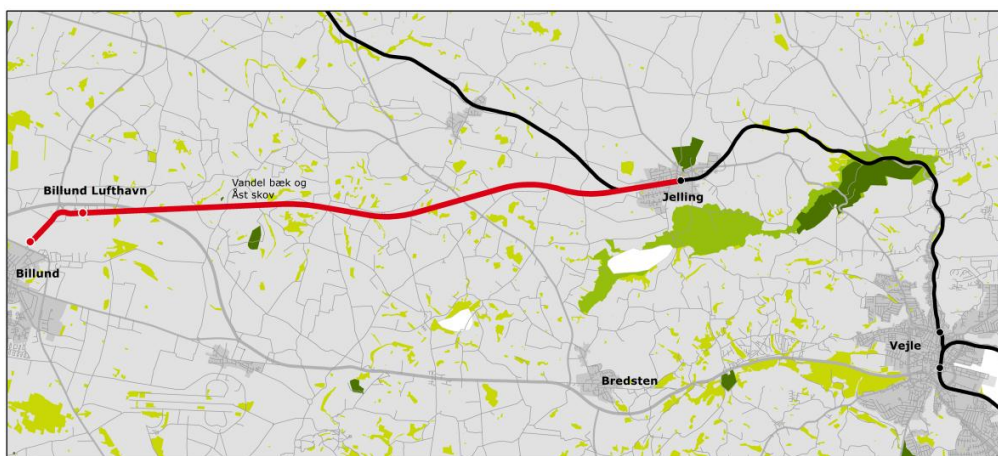 Vandel bæk og
Åst skov
Billund Lufthavn
Jelling
Billund
Vejle
Bredsten